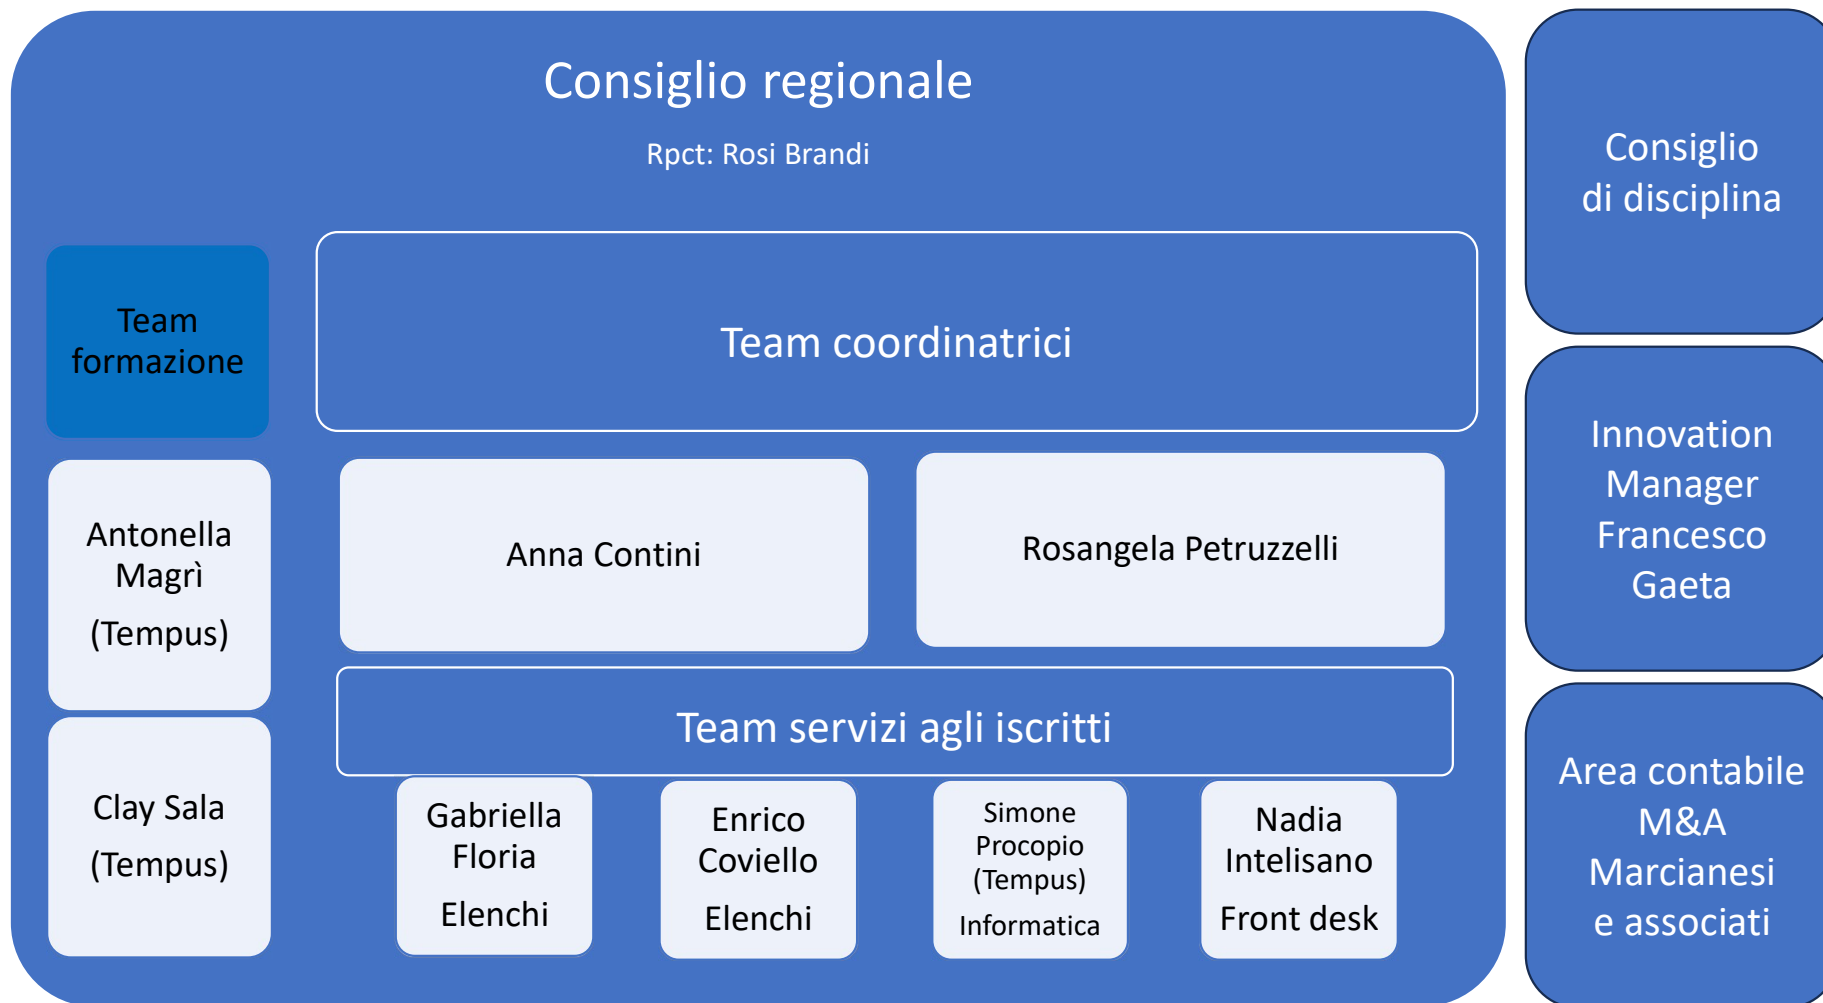 Consiglio regionale
Rpct: Rosi Brandi
Team
formazione
Antonella
Magrì
(Tempus)
Clay Sala
(Tempus)
Team coordinatrici
Anna Contini
Rosangela Petruzzelli
Team servizi agli iscritti
Gabriella
Floria
Elenchi
Enrico
Coviello
Elenchi
Simone
Procopio
(Tempus)
Informatica
Nadia
Intelisano
Front desk
Consiglio
di disciplina
Innovation
Manager
Francesco
Gaeta
Area contabile
M&A
Marcianesi
e associati